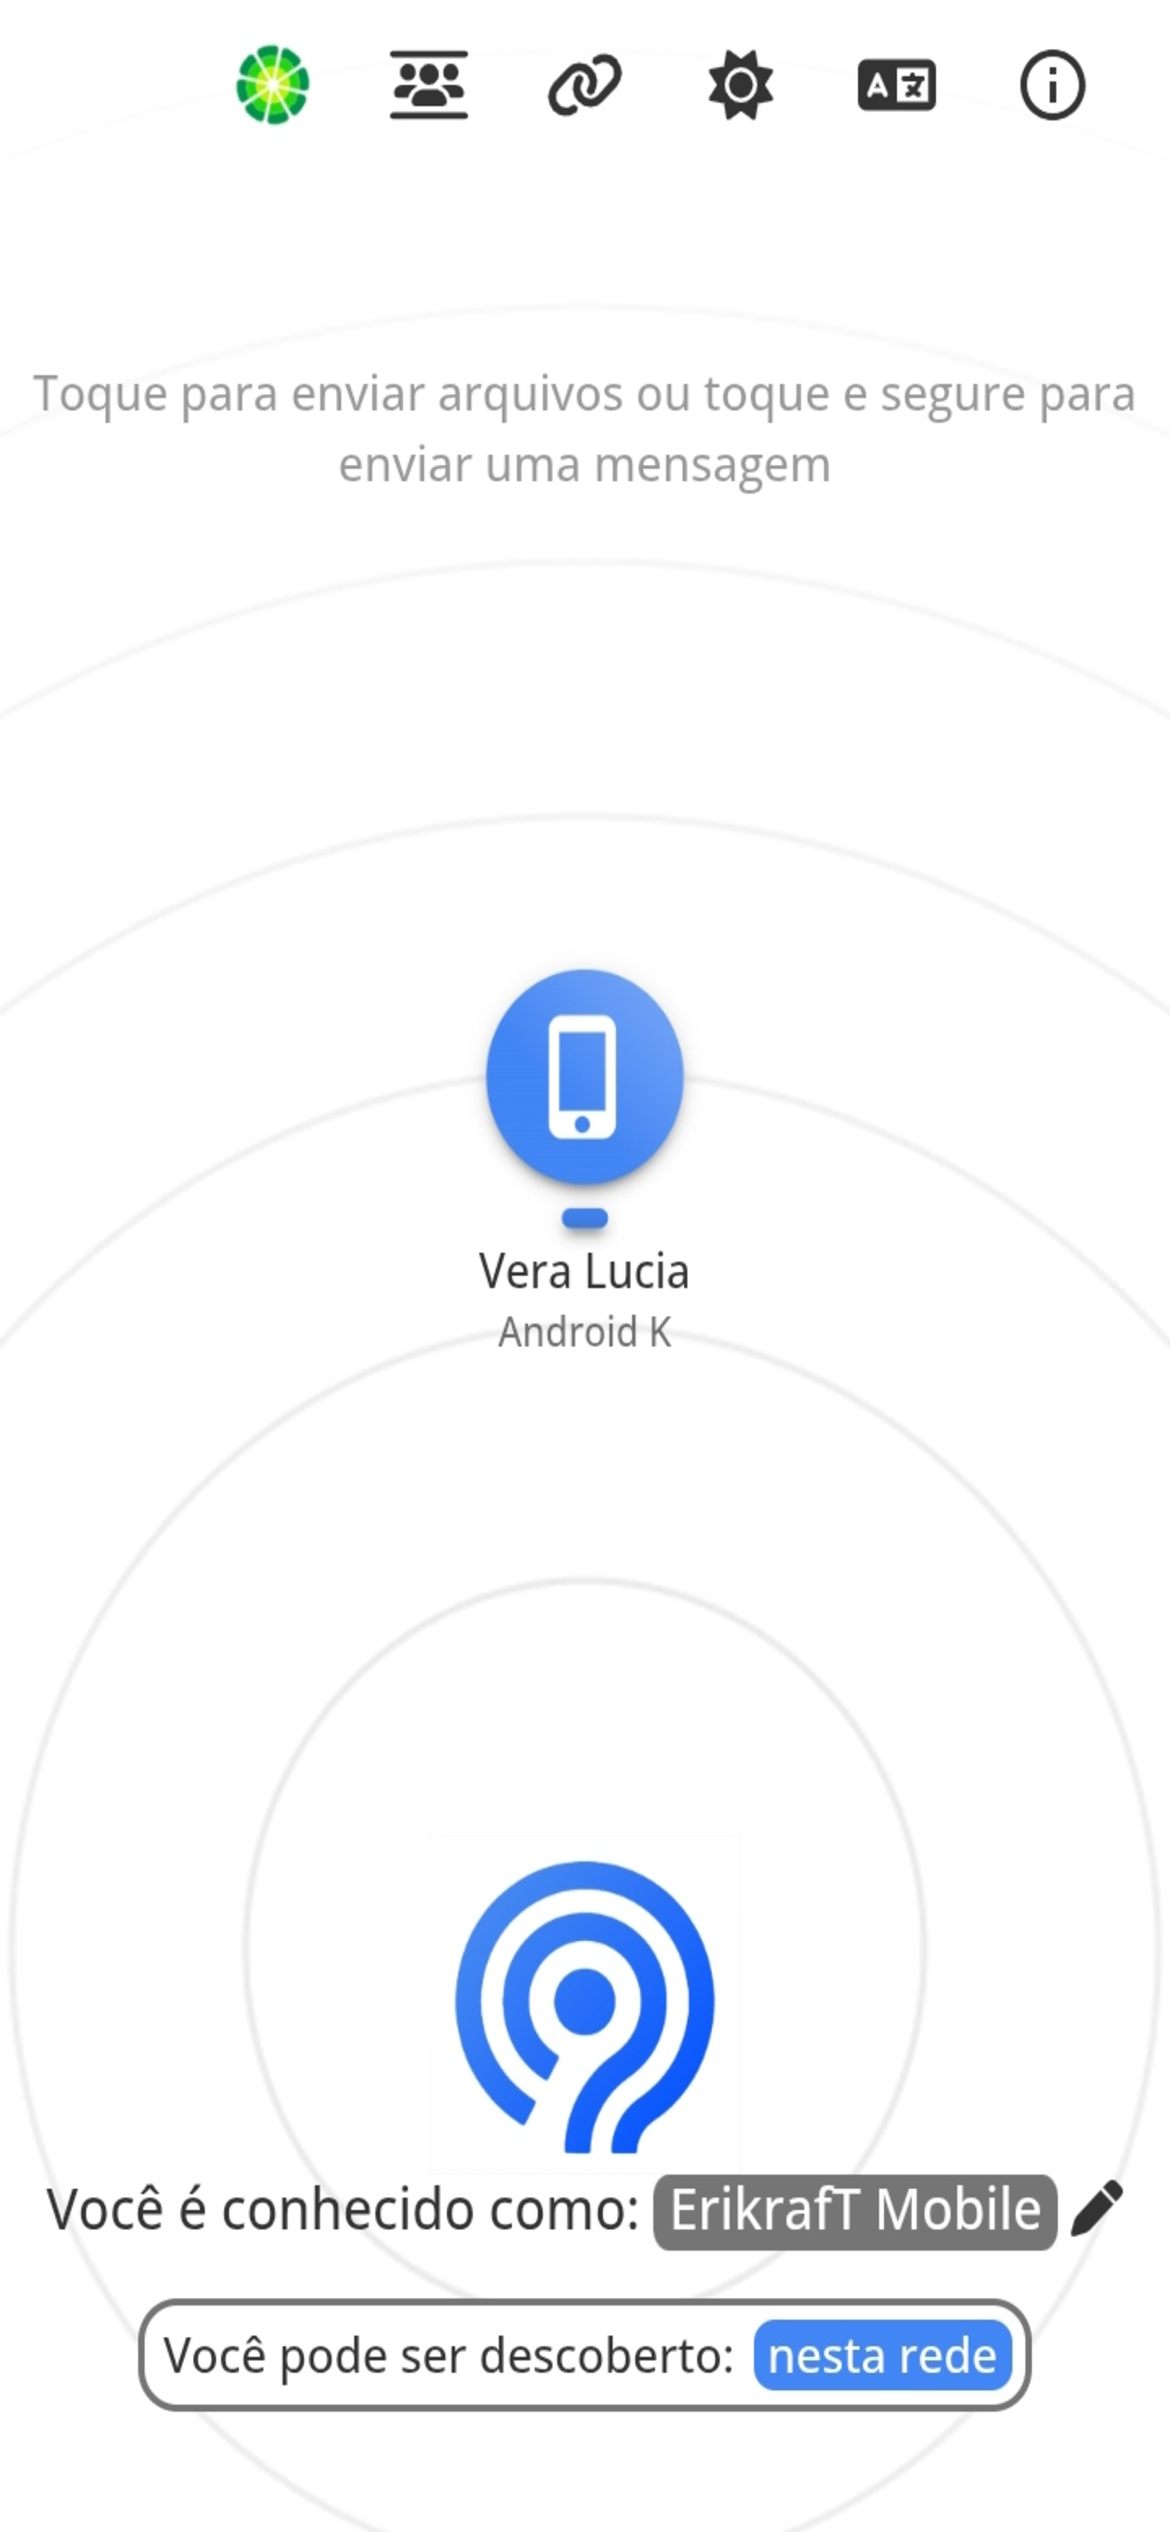 Toque para enviar arquivos ou toque e segure para
enviar uma mensagem
Vera Lucia
Android K
Você é conhecido como: ErikrafT Mobile
Você pode ser descoberto: nesta rede